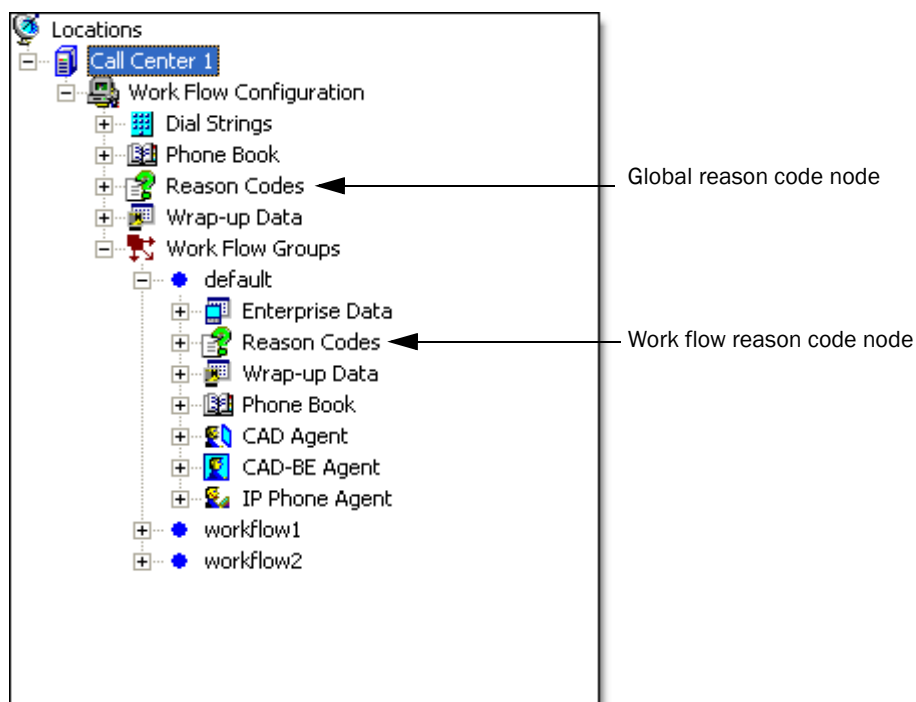 Locations
Call Center 1
Work Flow Configuration
Dial Strings
Phone Book
Reason Codes
Global reason code node
Wrap-up Data
Work Flow Groups
default
Enterprise Data
Reason Codes
Work flow reason code node
Wrap-up Data
Phone Book
CAD Agent
CAD-BE Agent
IP Phone Agent
workflow1
workflow2